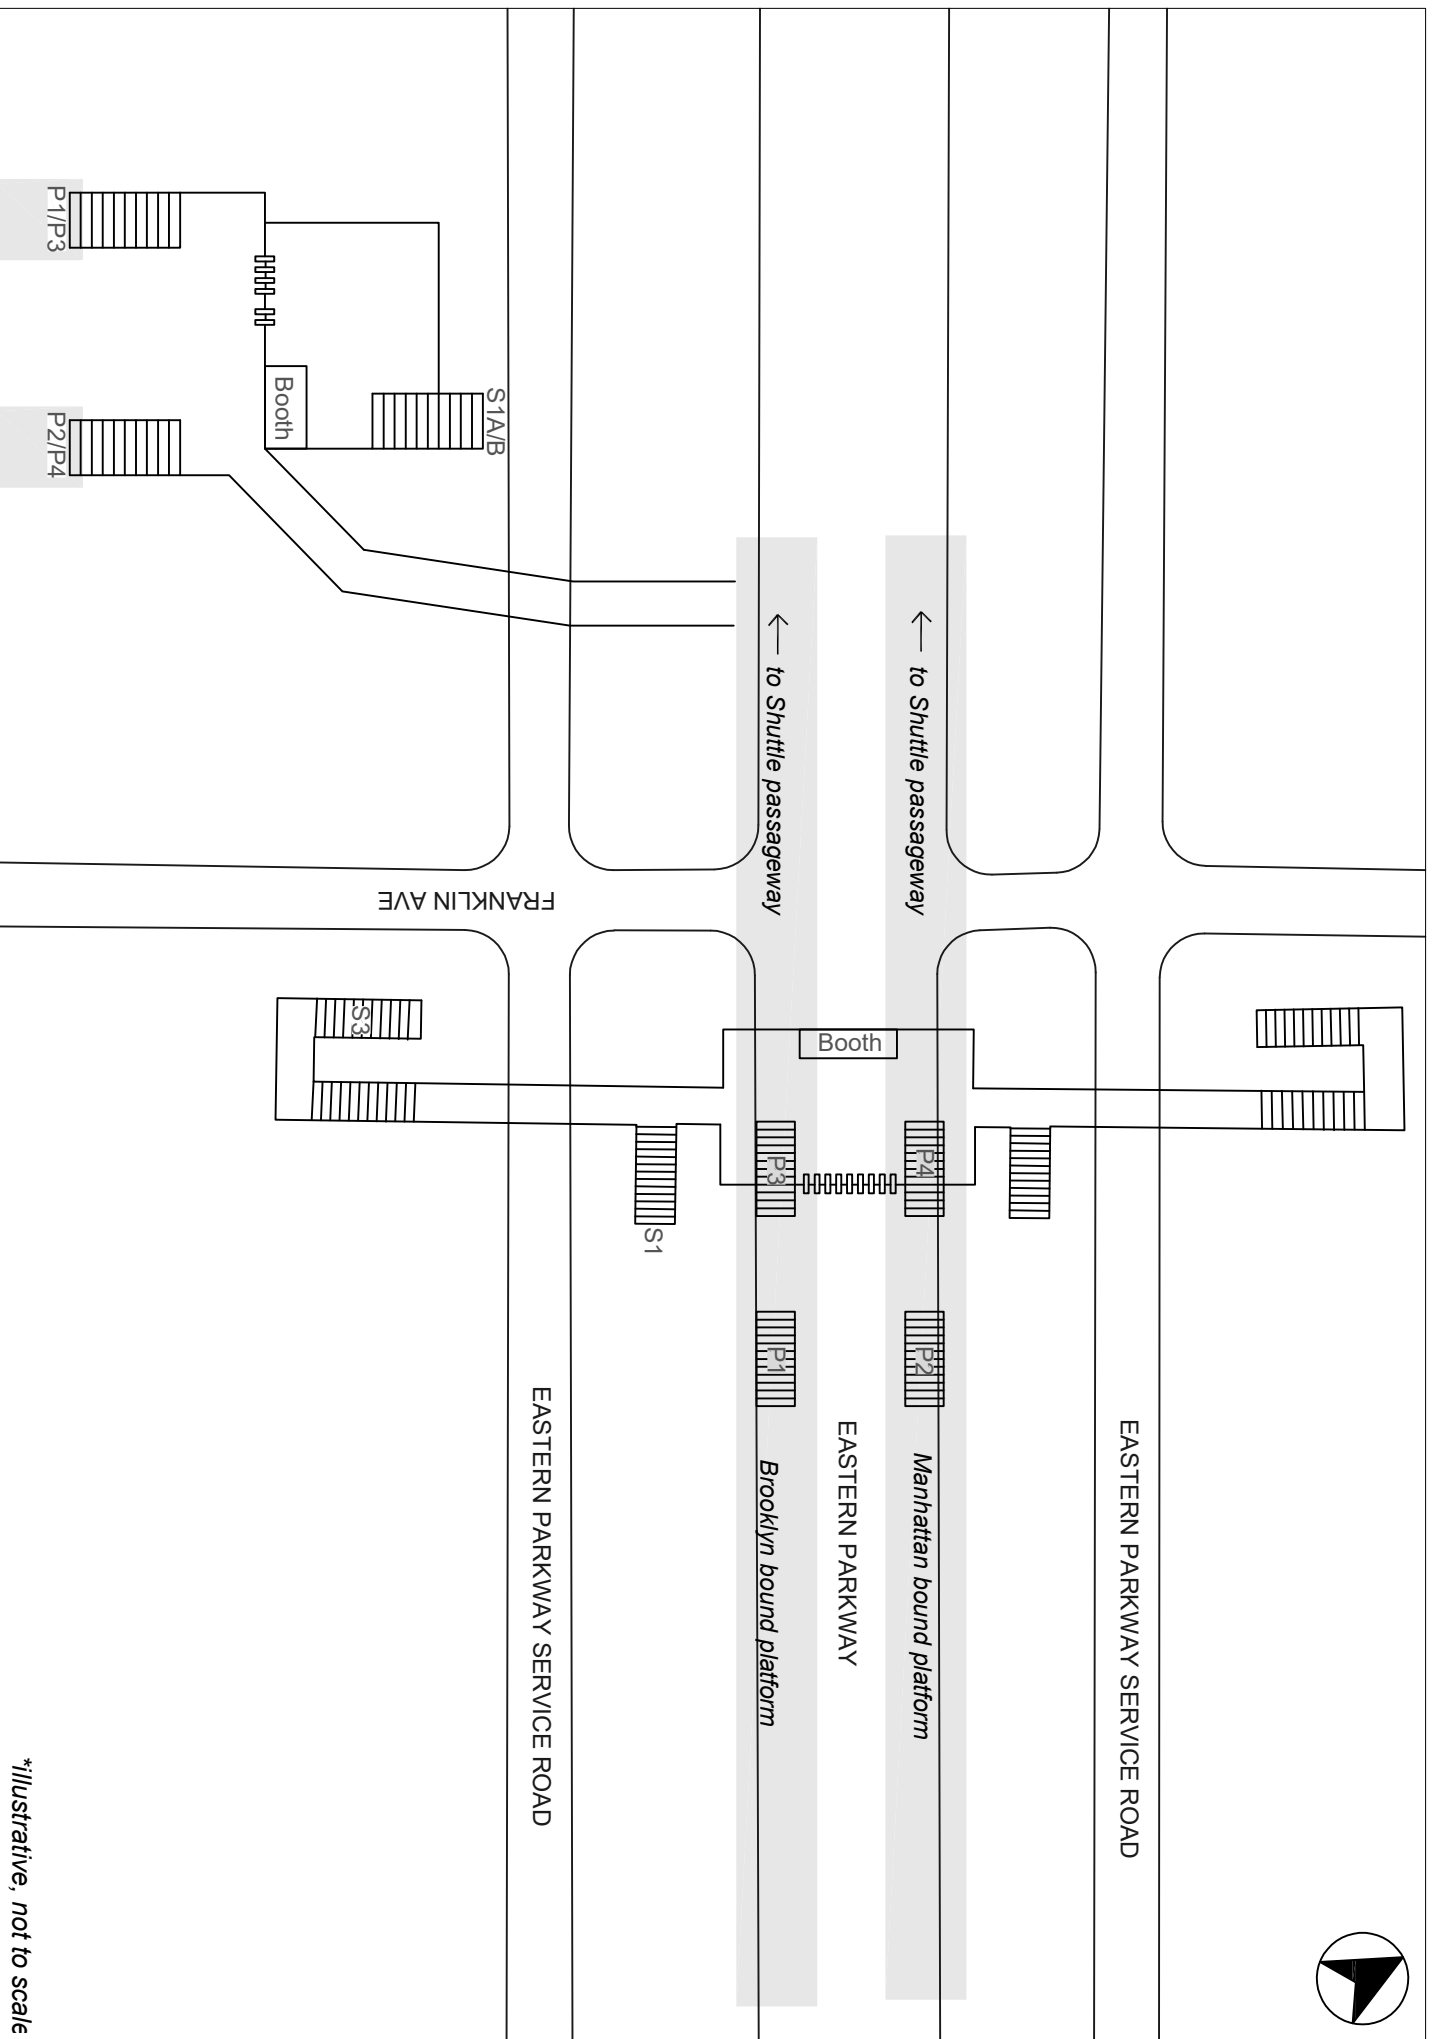 P1/P3
P2/P4
Booth
S1A/B
← to Shuttle passageway
← to Shuttle passageway
FRANKLIN AVE
S3
Booth
P3
P4
S1
P1
P2
EASTERN PARKWAY SERVICE ROAD
Brooklyn bound platform
EASTERN PARKWAY
Manhattan bound platform
EASTERN PARKWAY SERVICE ROAD
*illustrative, not to scale